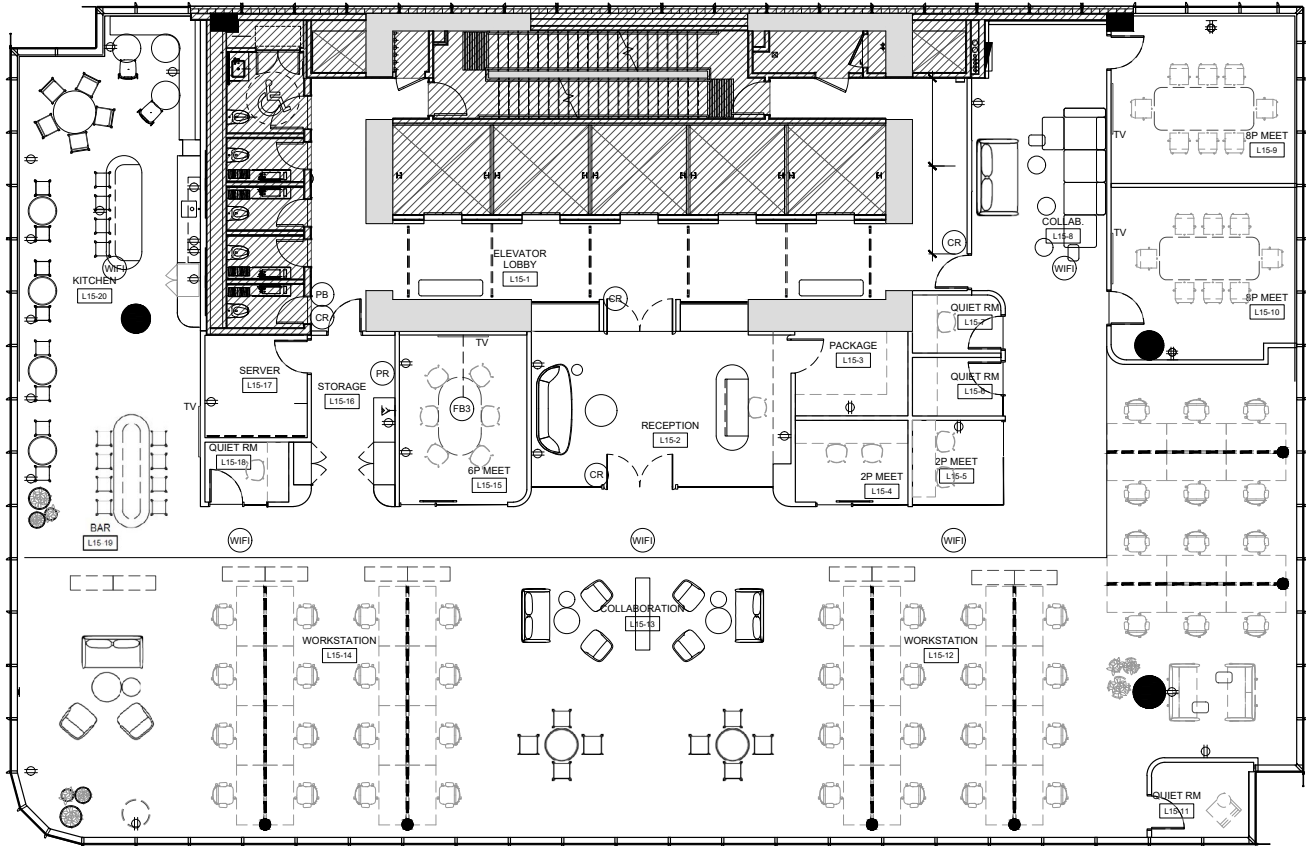 TV
8P MEET
L15-9
COLLAB.
L15-8
CR
WIFI
TV
8P MEET
L15-10
ELEVATOR
LOBBY
L15-1
WIFI
KITCHEN
L15-20
PB
CR
CR
QUIET RM
L15-7
TV
PACKAGE
L15-3
SERVER
L15-17
STORAGE
L15-16
PR
QUIET RM
L15-6
TV
FB3
RECEPTION
L15-2
QUIET RM
L15-18
6P MEET
L15-15
CR
2P MEET
L15-4
2P MEET
L15-5
BAR
L15-19
WIFI
WIFI
WIFI
COLLABORATION
L15-13
WORKSTATION
L15-14
WORKSTATION
L15-12
QUIET RM
L15-11